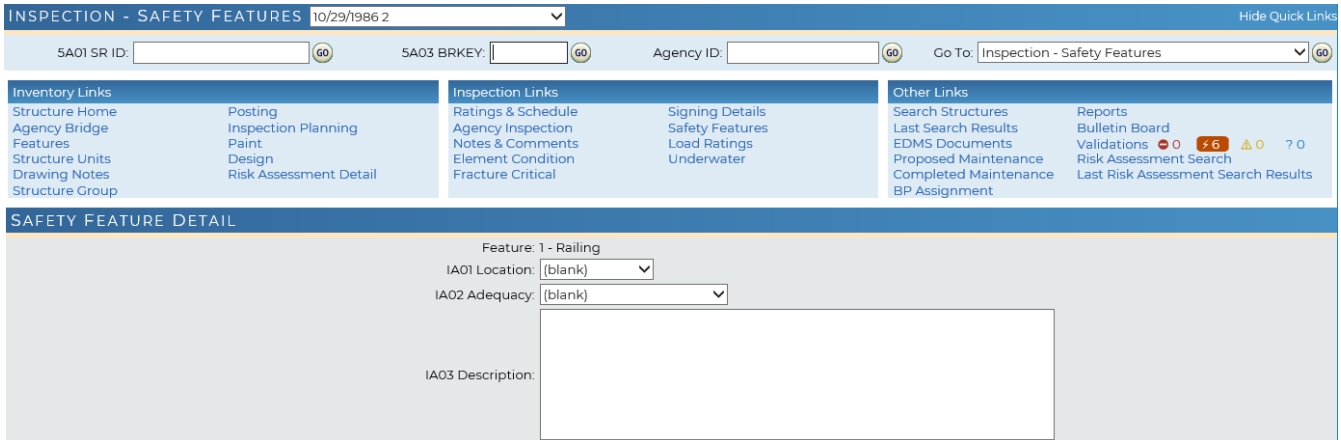 INSPECTION - SAFETY FEATURES 10/29/1986 2 Hide Quick Links
5A01 SR ID: GO 5A03 BRKEY: GO Agency ID: GO Go To: Inspection - Safety Features GO
Inventory Links
Structure Home Posting
Agency Bridge Inspection Planning
Features Paint
Structure Units Design
Drawing Notes Risk Assessment Detail
Structure Group
Inspection Links
Ratings & Schedule Signing Details
Agency Inspection Safety Features
Notes & Comments Load Ratings
Element Condition Underwater
Fracture Critical
Other Links
Search Structures Reports
Last Search Results Bulletin Board
EDMS Documents Validations 0 6 0 ? 0
Proposed Maintenance Risk Assessment Search
Completed Maintenance Last Risk Assessment Search Results
BP Assignment
SAFETY FEATURE DETAIL
Feature: 1 - Railing
IA01 Location: (blank)
IA02 Adequacy: (blank)
IA03 Description: